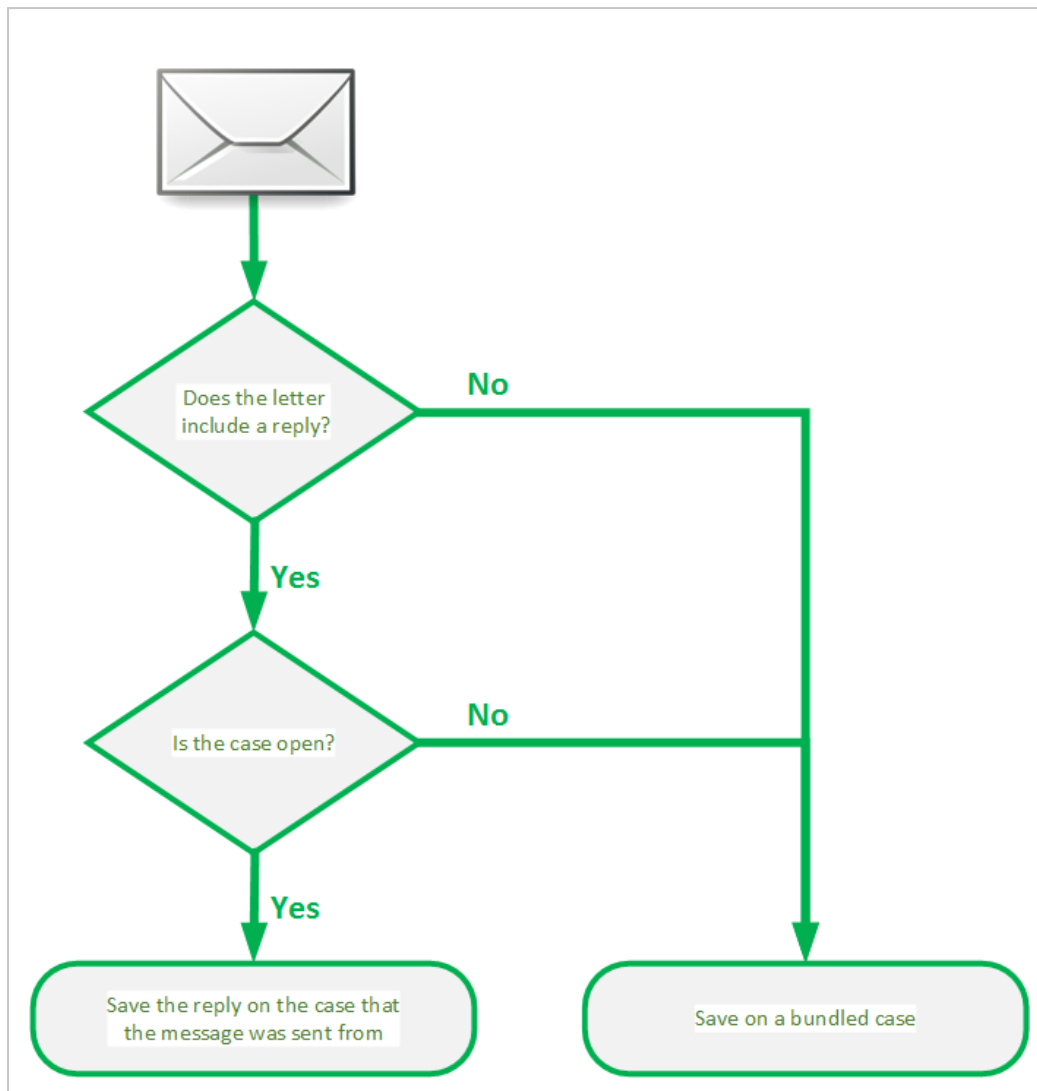 No
Does the letter
include a reply?
Yes
No
Is the case open?
Yes
Save the reply on the case that
the message was sent from
Save on a bundled case